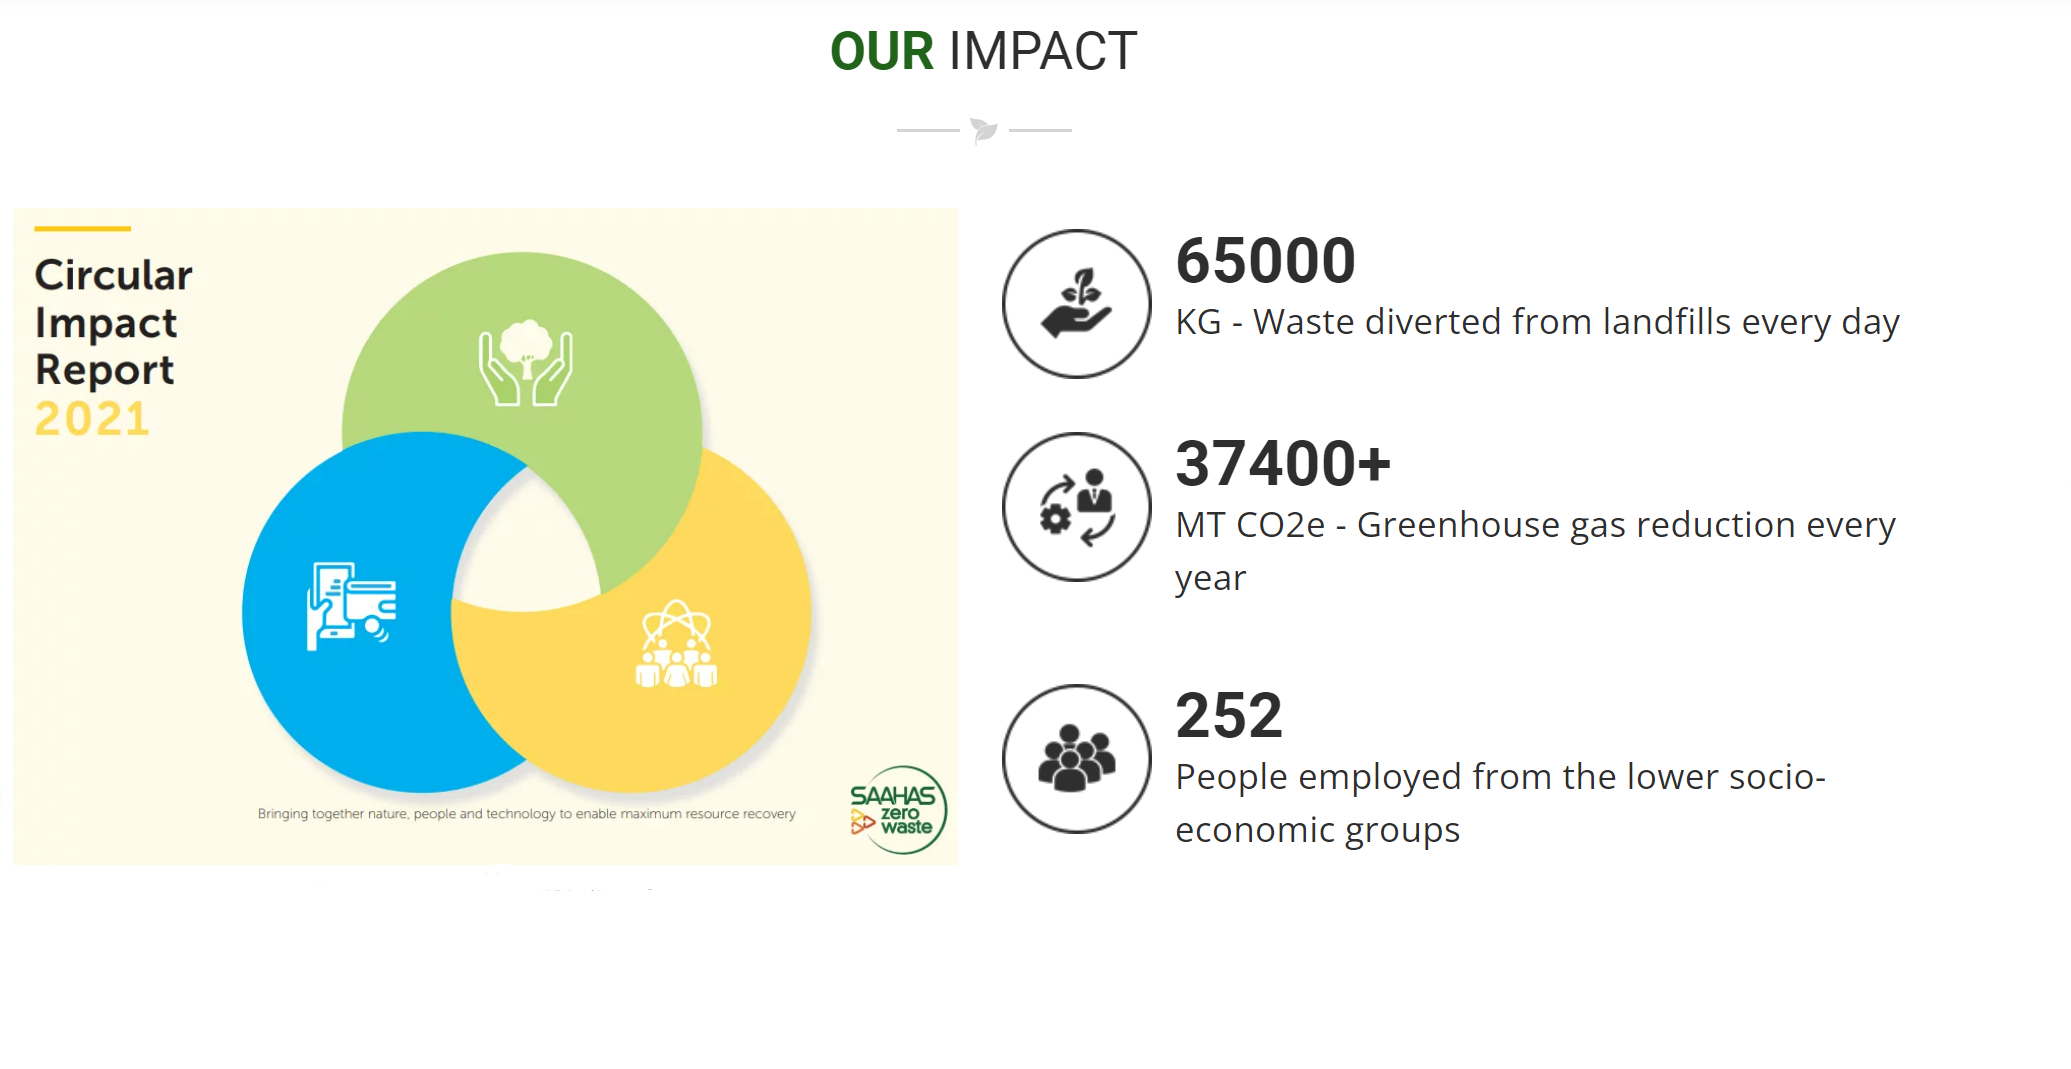 OUR IMPACT
Circular
Impact
Report
2021
Bringing together nature, people and technology to enable maximum resource recovery
SAAHAS
zero
waste
65000
KG - Waste diverted from landfills every day
37400+
MT CO2e - Greenhouse gas reduction every
year
252
People employed from the lower socio-
economic groups